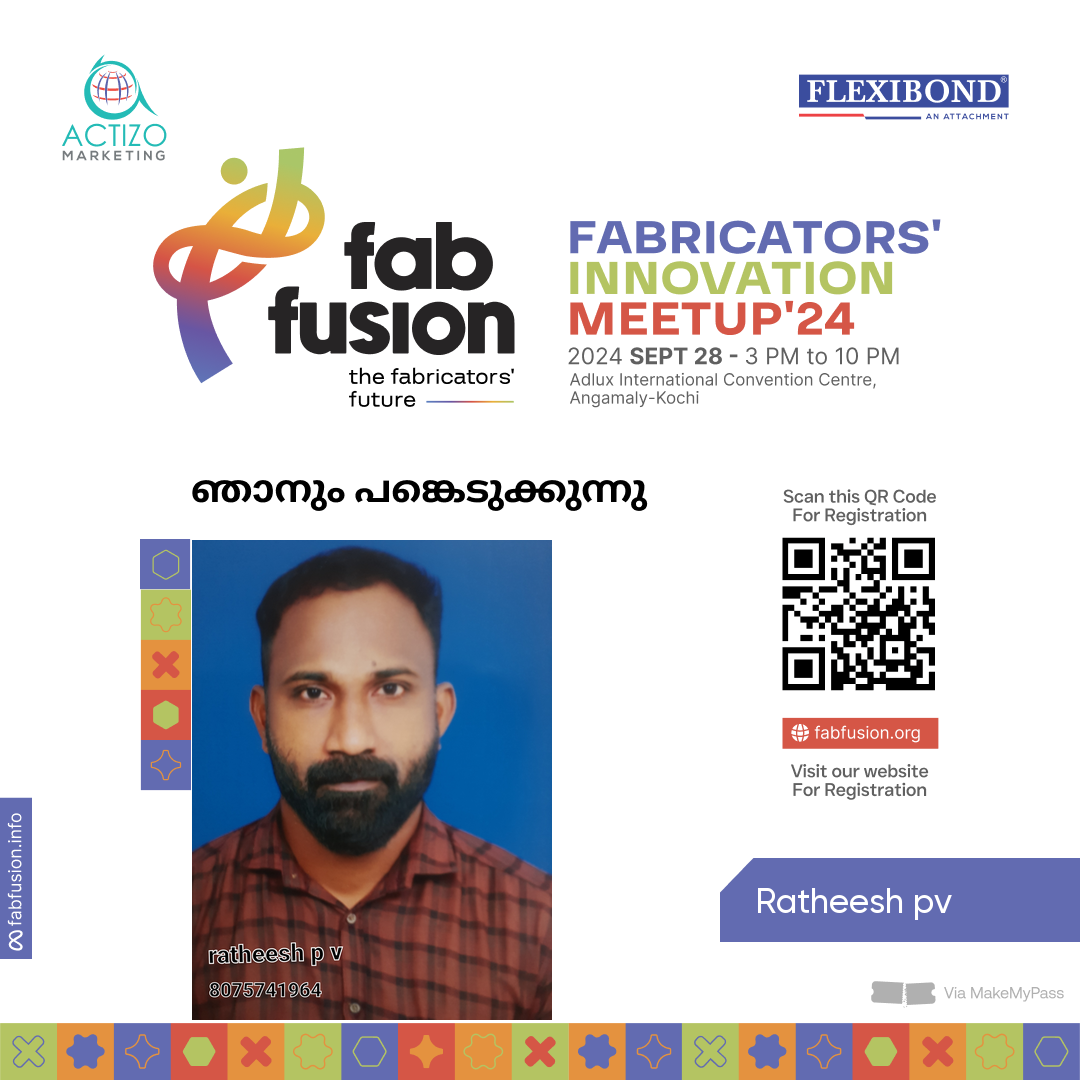 ACTIZO
MARKETING
FLEXIBOND®
AN ATTACHMENT
fab
fusion
the fabricators'
future
FABRICATORS'
INNOVATION
MEETUP'24
2024 SEPT 28 - 3 PM to 10 PM
Adlux International Convention Centre,
Angamaly-Kochi
ഞാനും പങ്കെടുക്കുന്നു
Scan this QR Code
For Registration
fabfusion.org
Visit our website
For Registration
fabfusion.info
Ratheesh pv
ratheesh p v
8075741964
Via MakeMyPass